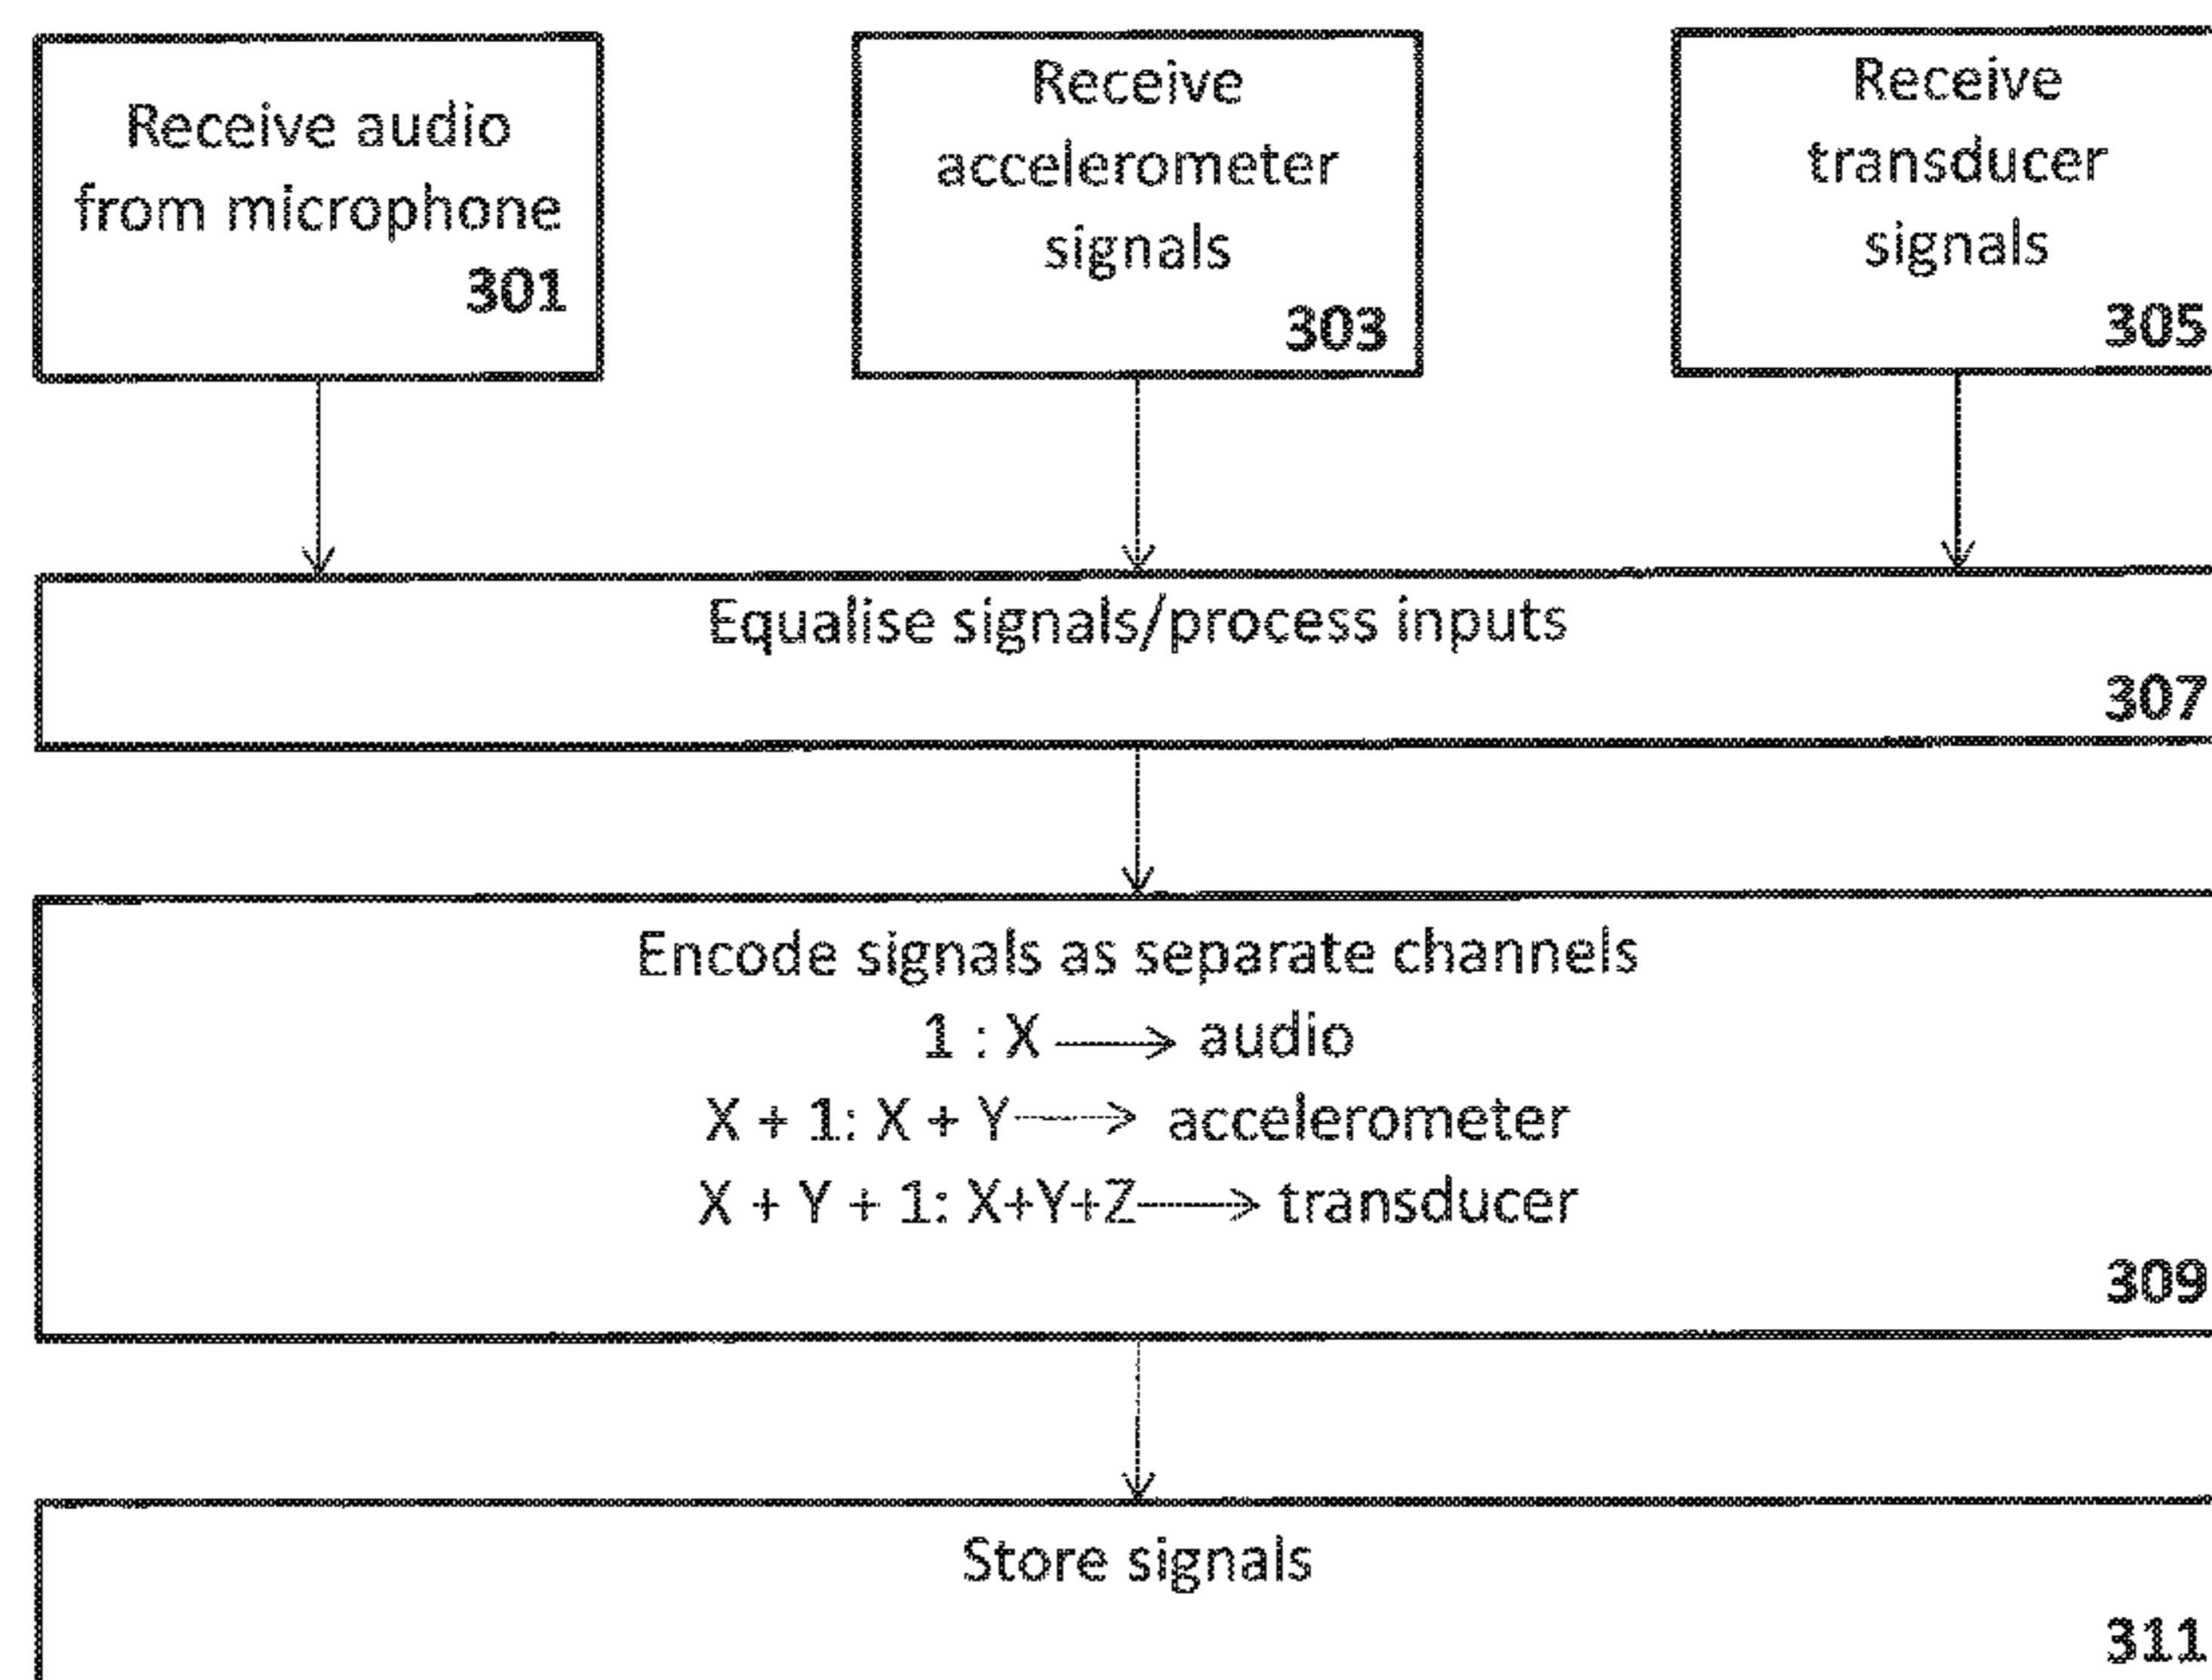 Receive audio
from microphone
301
Receive
accelerometer
signals
303
Receive
transducer
signals
305
Equalise signals/process inputs
307
Encode signals as separate channels
1 : X → audio
X + 1: X + Y → accelerometer
X + Y + 1: X+Y+Z → transducer
309
Store signals
311